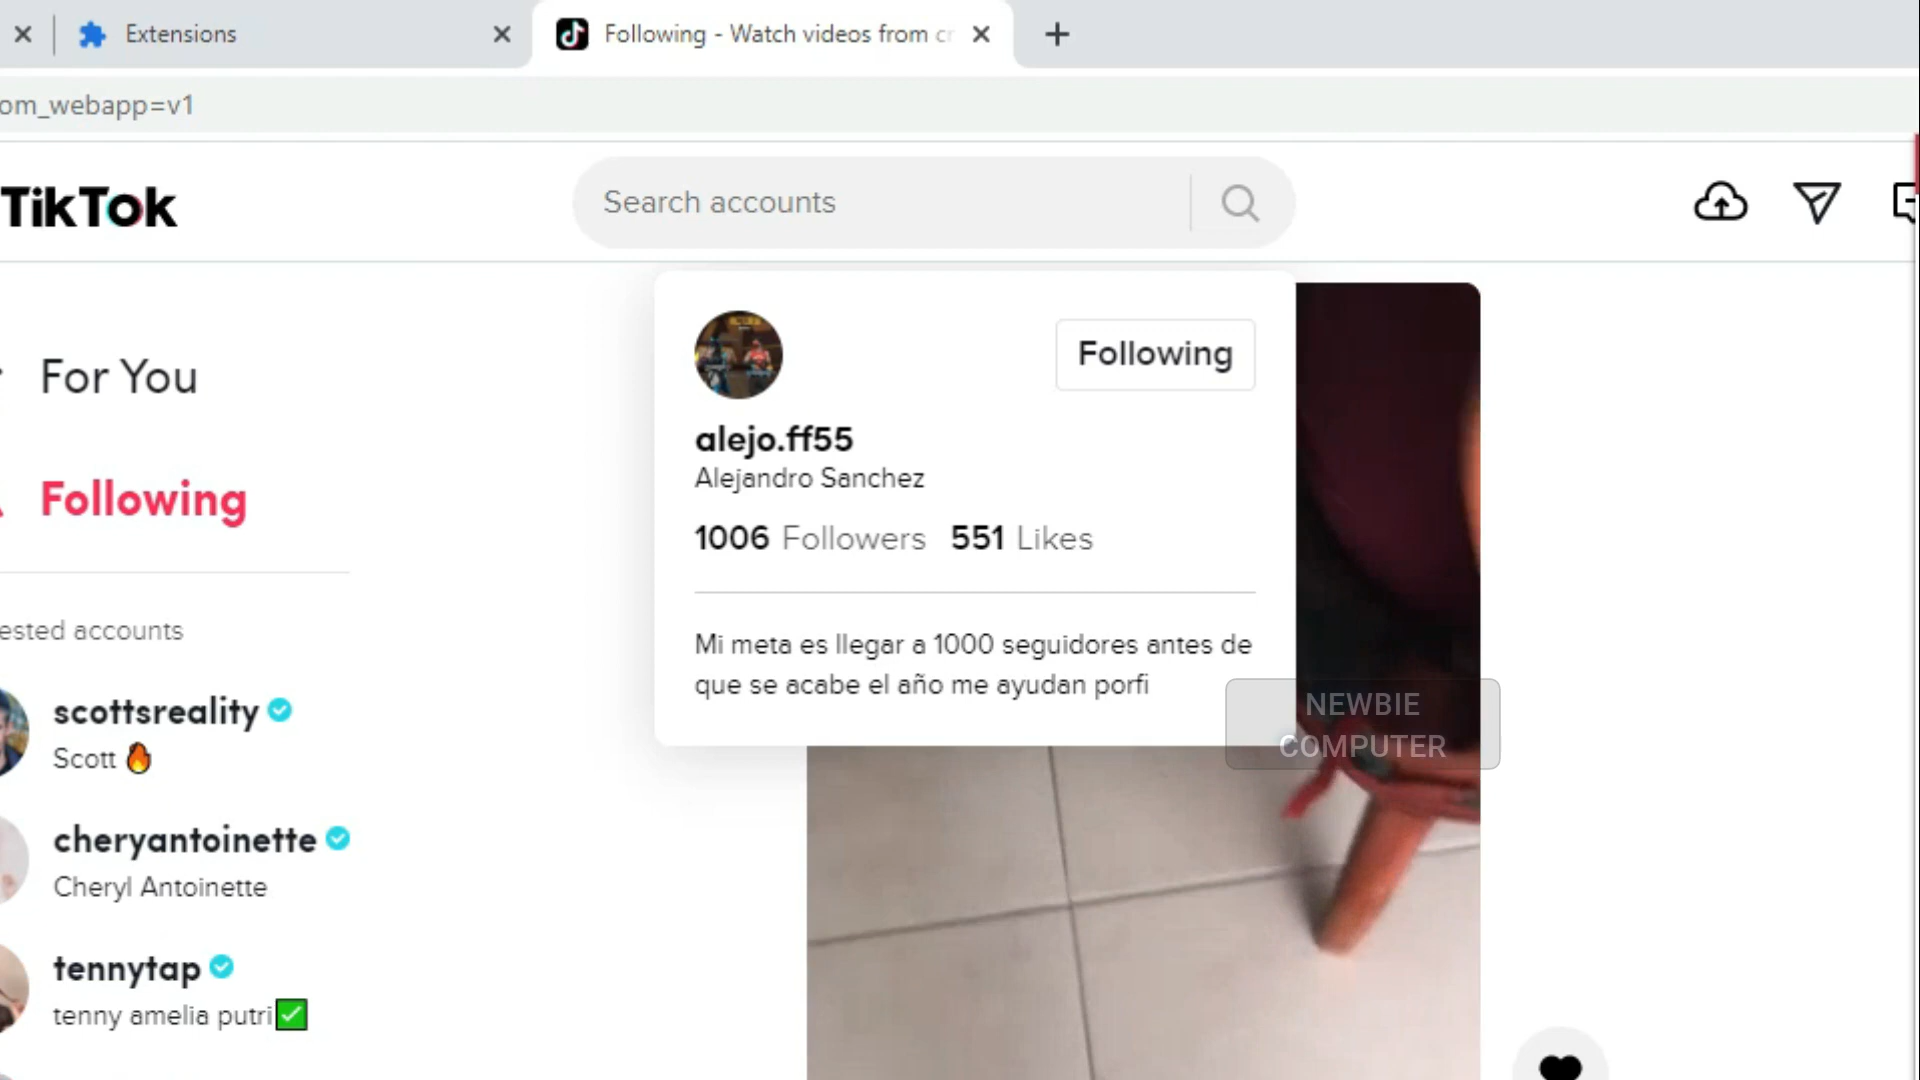 Extensions
Following - Watch videos from cr
om_webapp=v1
TikTok
Search accounts
For You
Following
Following
alejo.ff55
Alejandro Sanchez
1006 Followers 551 Likes
Mi meta es llegar a 1000 seguidores antes de
que se acabe el año me ayudan porfi
NEWBIE
COMPUTER
ested accounts
scottsreality
Scott 🔥
cheryantoinette
Cheryl Antoinette
tennytap
tenny amelia putri✅